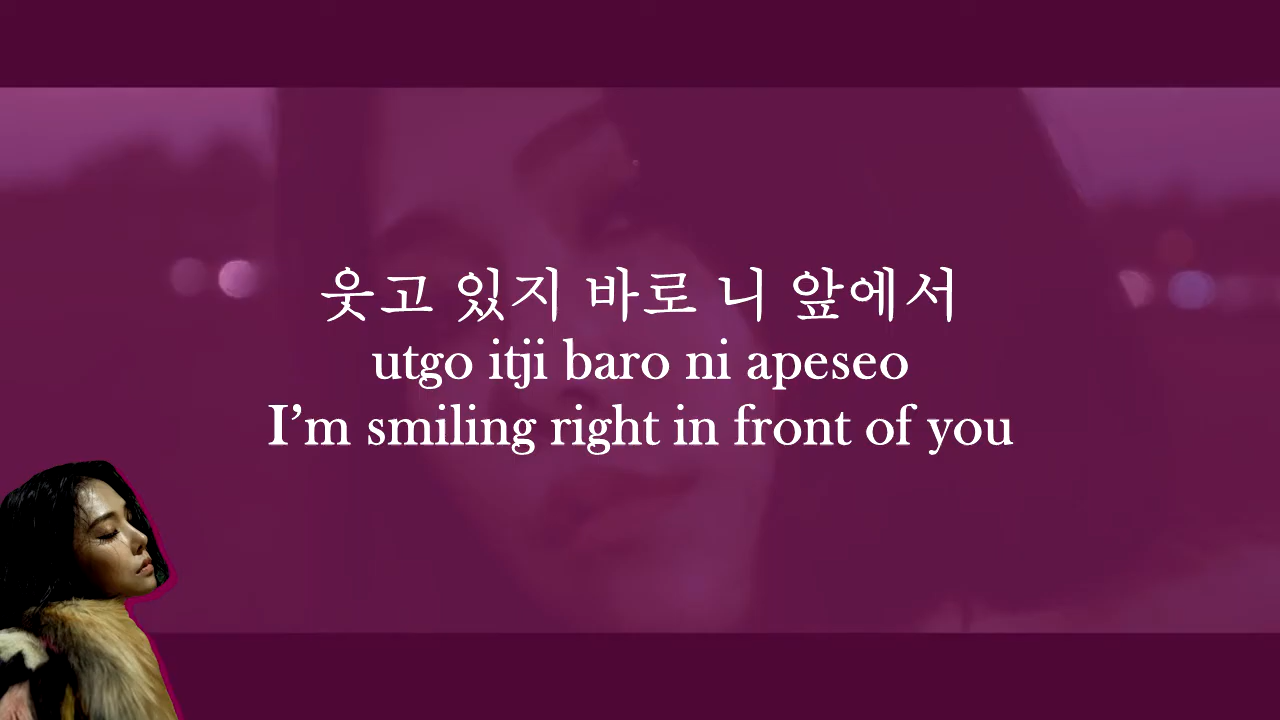 웃고 있지 바로 니 앞에서
utgo itji baro ni apeseo
I’m smiling right in front of you